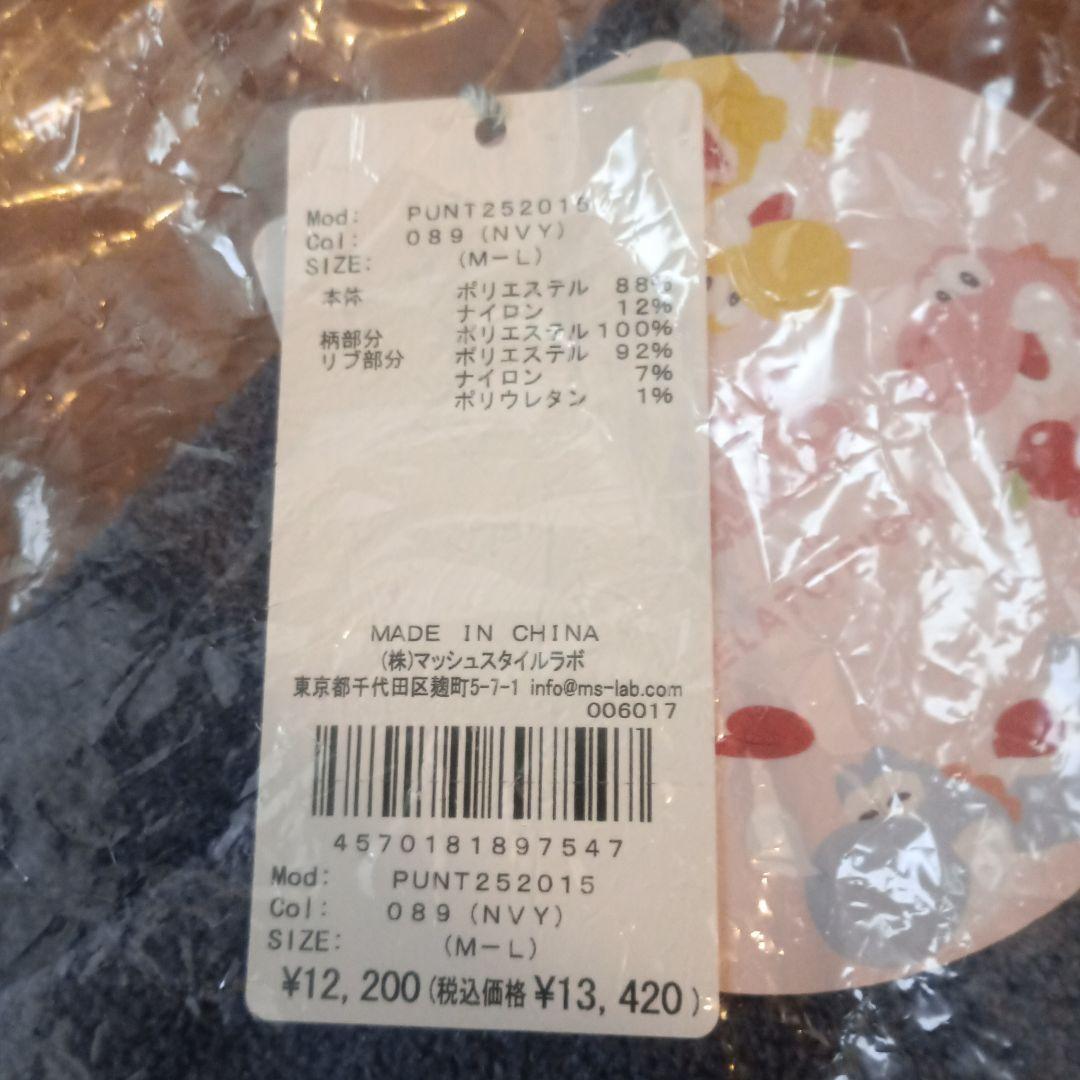 Mod: PUNT252015
Col: 089 (NVY)
SIZE: (M-L)
本体 ポリエステル 88%
ナイロン 12%
柄部分 ポリエステル 100%
リブ部分 ポリエステル 92%
ナイロン 7%
ポリウレタン 1%
MADE IN CHINA
(株)マッシュスタイルラボ
東京都千代田区麹町5-7-1 info@ms-lab.com
006017
4570181897547
Mod: PUNT252015
Col: 089 (NVY)
SIZE: (M-L)
¥12,200(税込価格 ¥13,420)